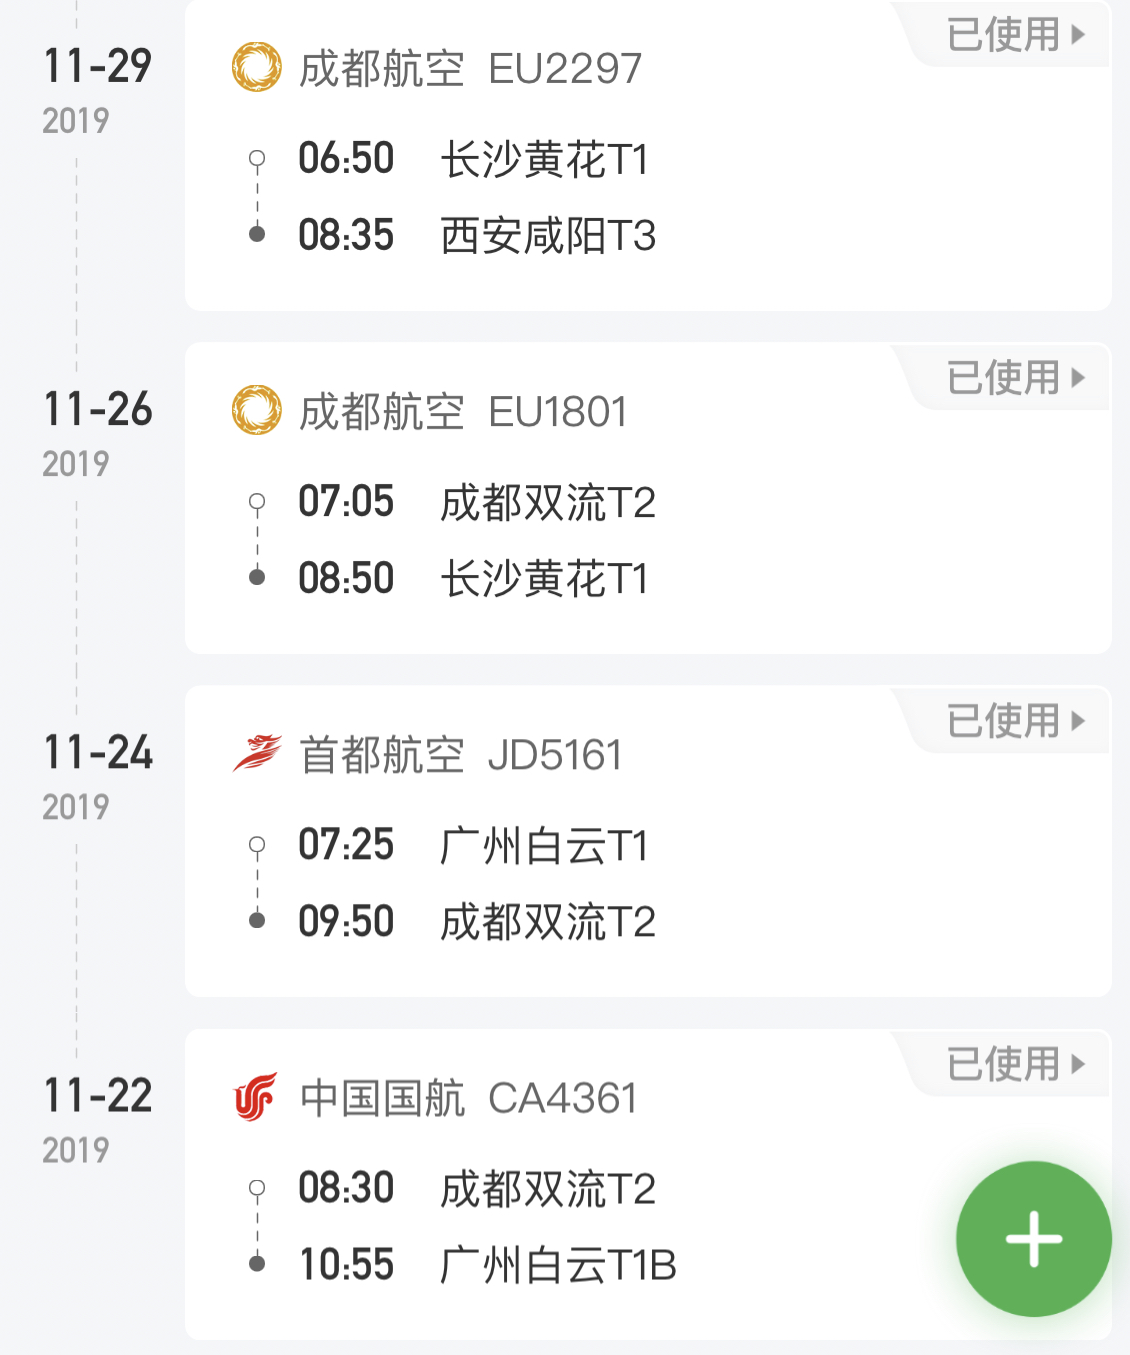 11-29
2019
成都航空 EU2297
已使用
06:50 长沙黄花T1
08:35 西安咸阳T3
11-26
2019
成都航空 EU1801
已使用
07:05 成都双流T2
08:50 长沙黄花T1
11-24
2019
首都航空 JD5161
已使用
07:25 广州白云T1
09:50 成都双流T2
11-22
2019
中国国航 CA4361
已使用
08:30 成都双流T2
10:55 广州白云T1B